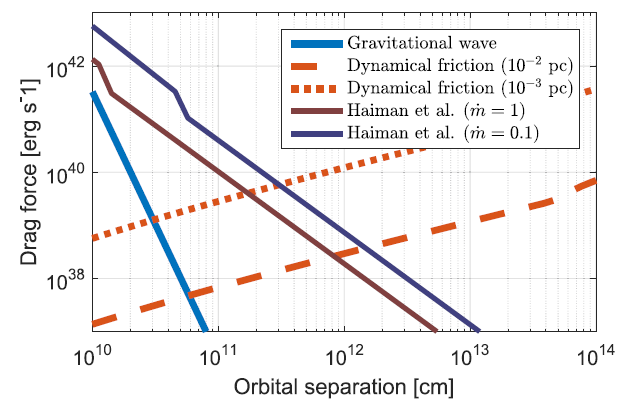 Drag force [erg s⁻1]
10⁴²
10⁴⁰
10³⁸
Gravitational wave
Dynamical friction (10⁻² pc)
Dynamical friction (10⁻³ pc)
Haiman et al. (ṁ = 1)
Haiman et al. (ṁ = 0.1)
10¹⁰ 10¹¹ 10¹² 10¹³ 10¹⁴
Orbital separation [cm]